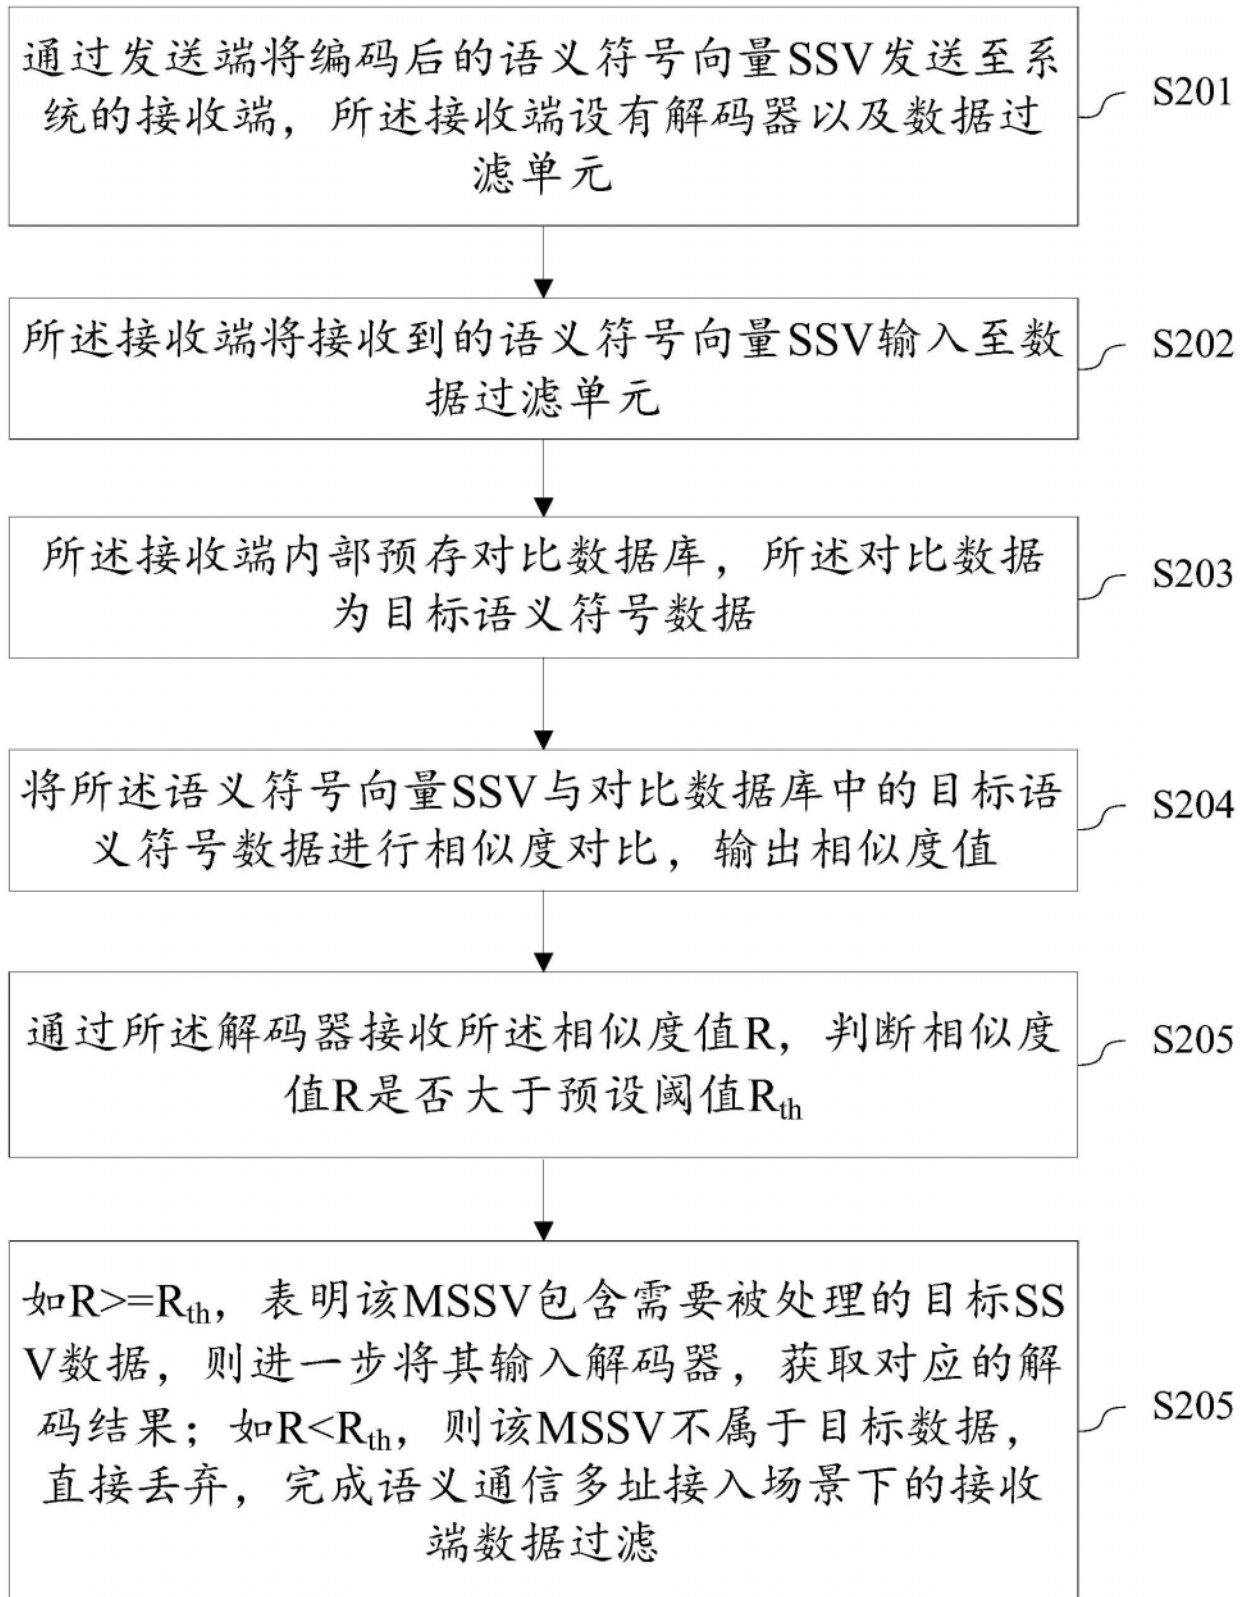 通过发送端将编码后的语义符号向量SSV发送至系
统的接收端，所述接收端设有解码器以及数据过
滤单元
S201
所述接收端将接收到的语义符号向量SSV输入至数
据过滤单元
S202
所述接收端内部预存对比数据库，所述对比数据
为目标语义符号数据
S203
将所述语义符号向量SSV与对比数据库中的目标语
义符号数据进行相似度对比，输出相似度值
S204
通过所述解码器接收所述相似度值R，判断相似度
值R是否大于预设阈值Rth
S205
如R>=Rth，表明该MSSV包含需要被处理的目标SS
V数据，则进一步将其输入解码器，获取对应的解
码结果；如R<Rth，则该MSSV不属于目标数据，
直接丢弃，完成语义通信多址接入场景下的接收
端数据过滤
S205